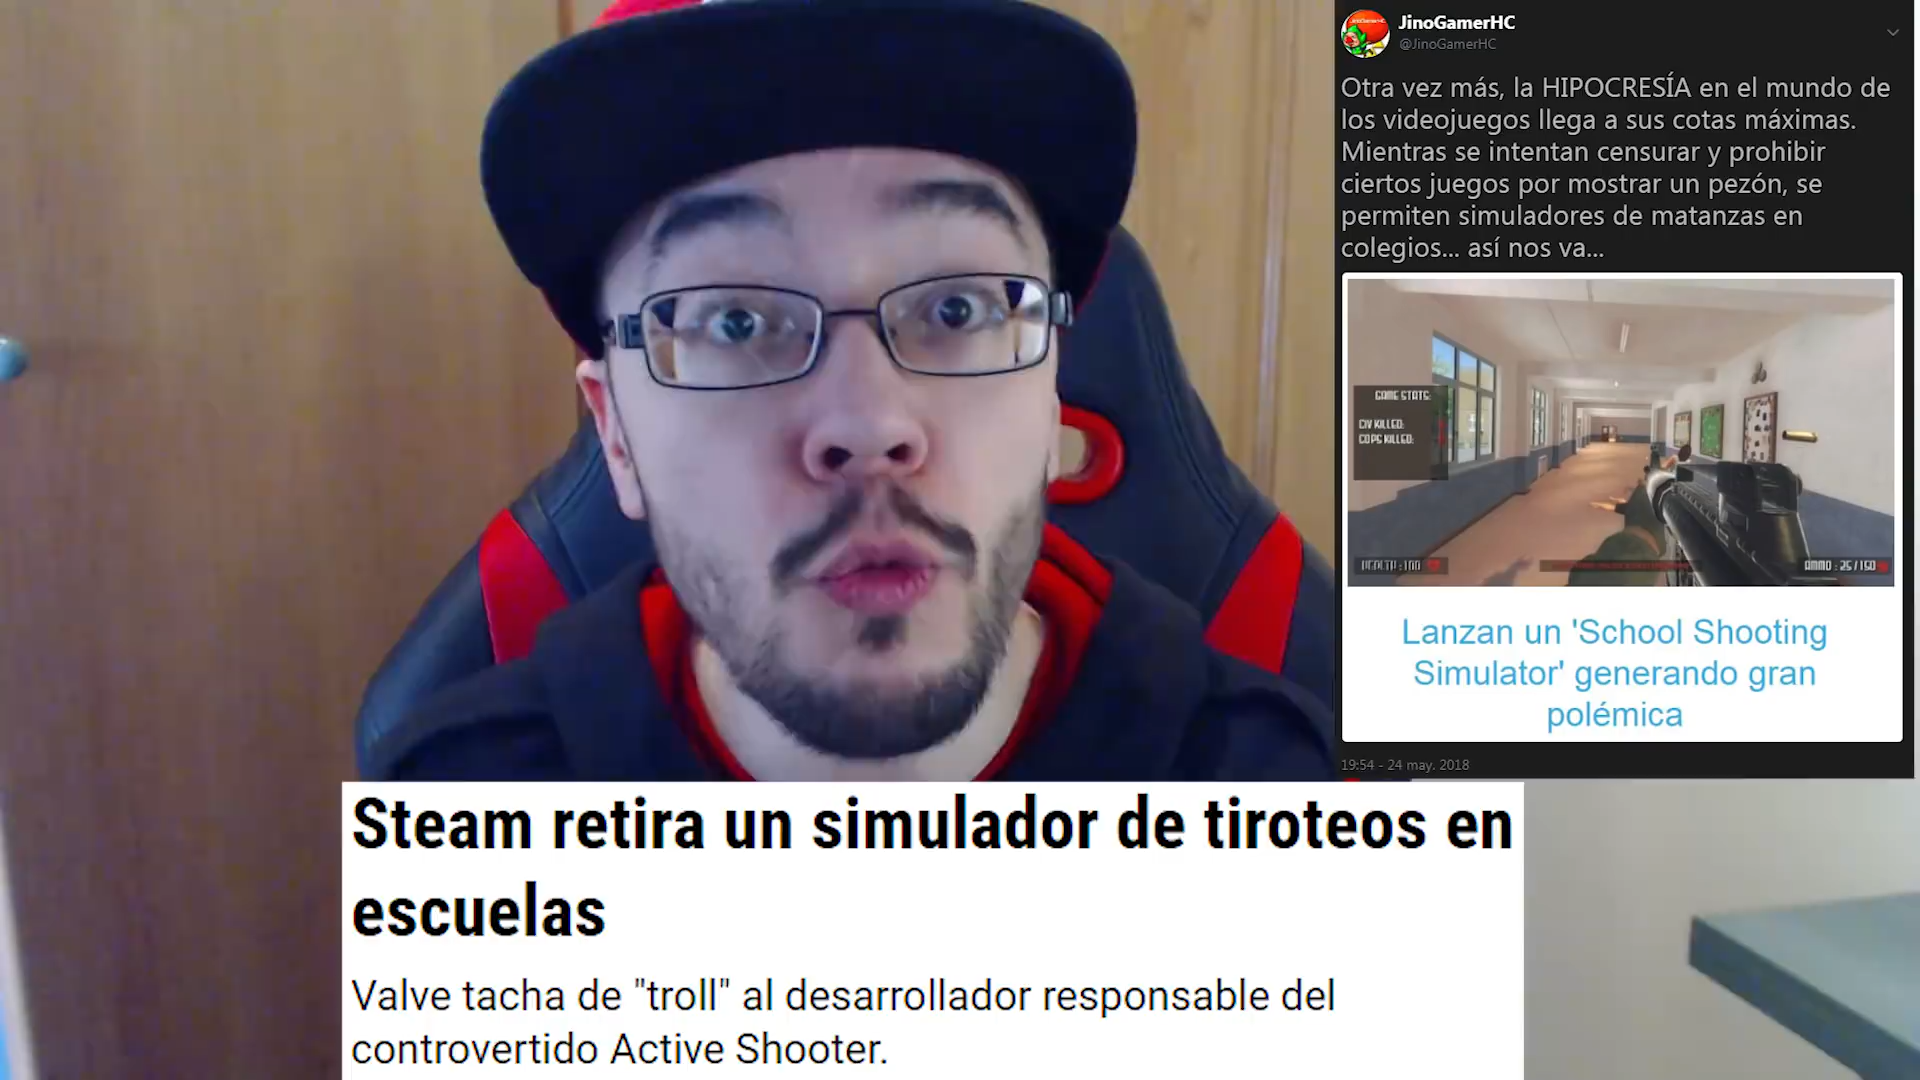 JinoGamerHC
@JinoGamerHC
Otra vez más, la HIPOCRESÍA en el mundo de
los videojuegos llega a sus cotas máximas.
Mientras se intentan censurar y prohibir
ciertos juegos por mostrar un pezón, se
permiten simuladores de matanzas en
colegios... así nos va...
GAME STATS:
CIV KILLED:
COPS KILLED:
HEALTH : 100
AMMO : 25 / 150
Lanzan un 'School Shooting
Simulator' generando gran
polémica
19:54 - 24 may. 2018
Steam retira un simulador de tiroteos en
escuelas
Valve tacha de "troll" al desarrollador responsable del
controvertido Active Shooter.